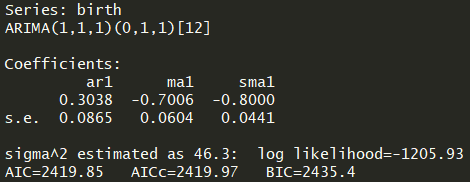 Series: birth
ARIMA(1,1,1)(0,1,1)[12]
Coefficients:
ar1 ma1 sma1
0.3038 -0.7006 -0.8000
s.e. 0.0865 0.0604 0.0441
sigma^2 estimated as 46.3: log likelihood=-1205.93
AIC=2419.85 AICc=2419.97 BIC=2435.4